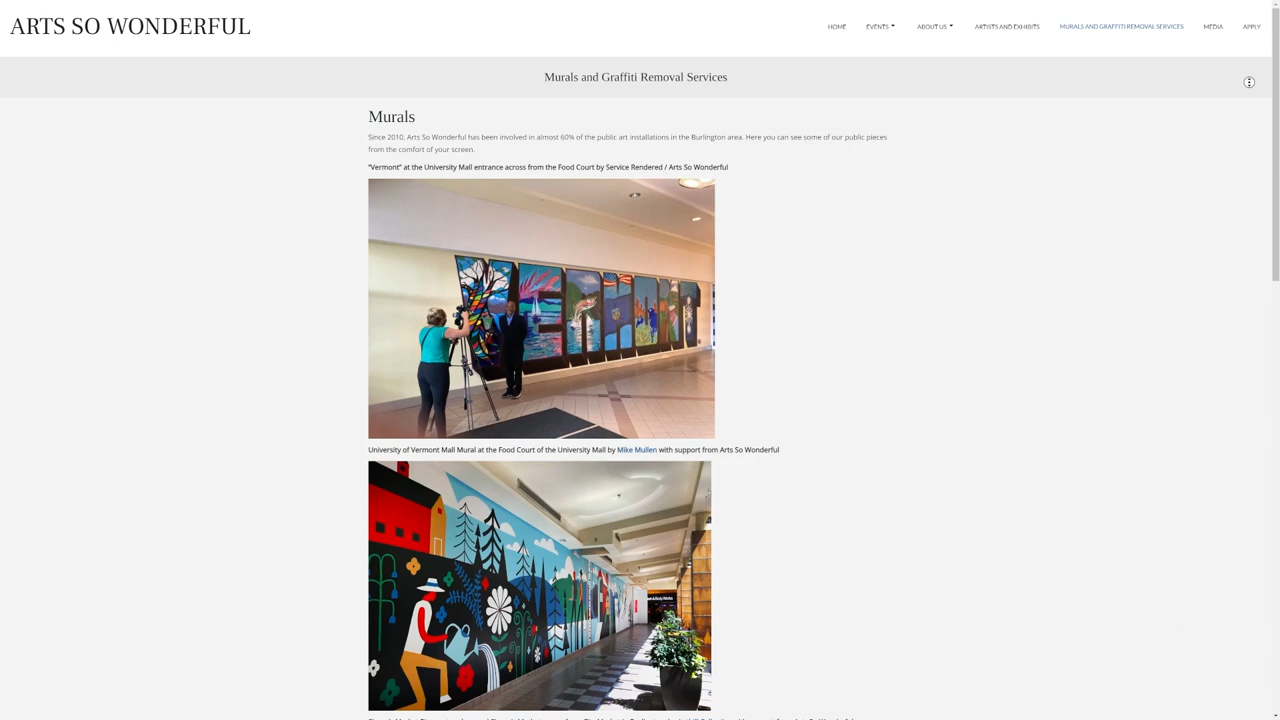 ARTS SO WONDERFUL
HOME EVENTS ABOUT US ARTISTS AND EXHIBITS MURALS AND GRAFFITI REMOVAL SERVICES MEDIA APPLY
Murals and Graffiti Removal Services
Murals
Since 2010, Arts So Wonderful has been involved in almost 60% of the public art installations in the Burlington area. Here you can see some of our public pieces
from the comfort of your screen.
"Vermont" at the University Mall entrance across from the Food Court by Service Rendered / Arts So Wonderful
VERMONT
University of Vermont Mall Mural at the Food Court of the University Mall by Mike Mullen with support from Arts So Wonderful